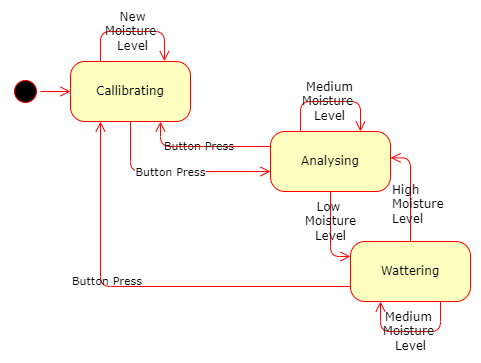 New
Moisture
Level
Callibrating
Medium
Moisture
Level
Button Press
Analysing
Button Press
High
Moisture
Level
Low
Moisture
Level
Wattering
Button Press
Medium
Moisture
Level